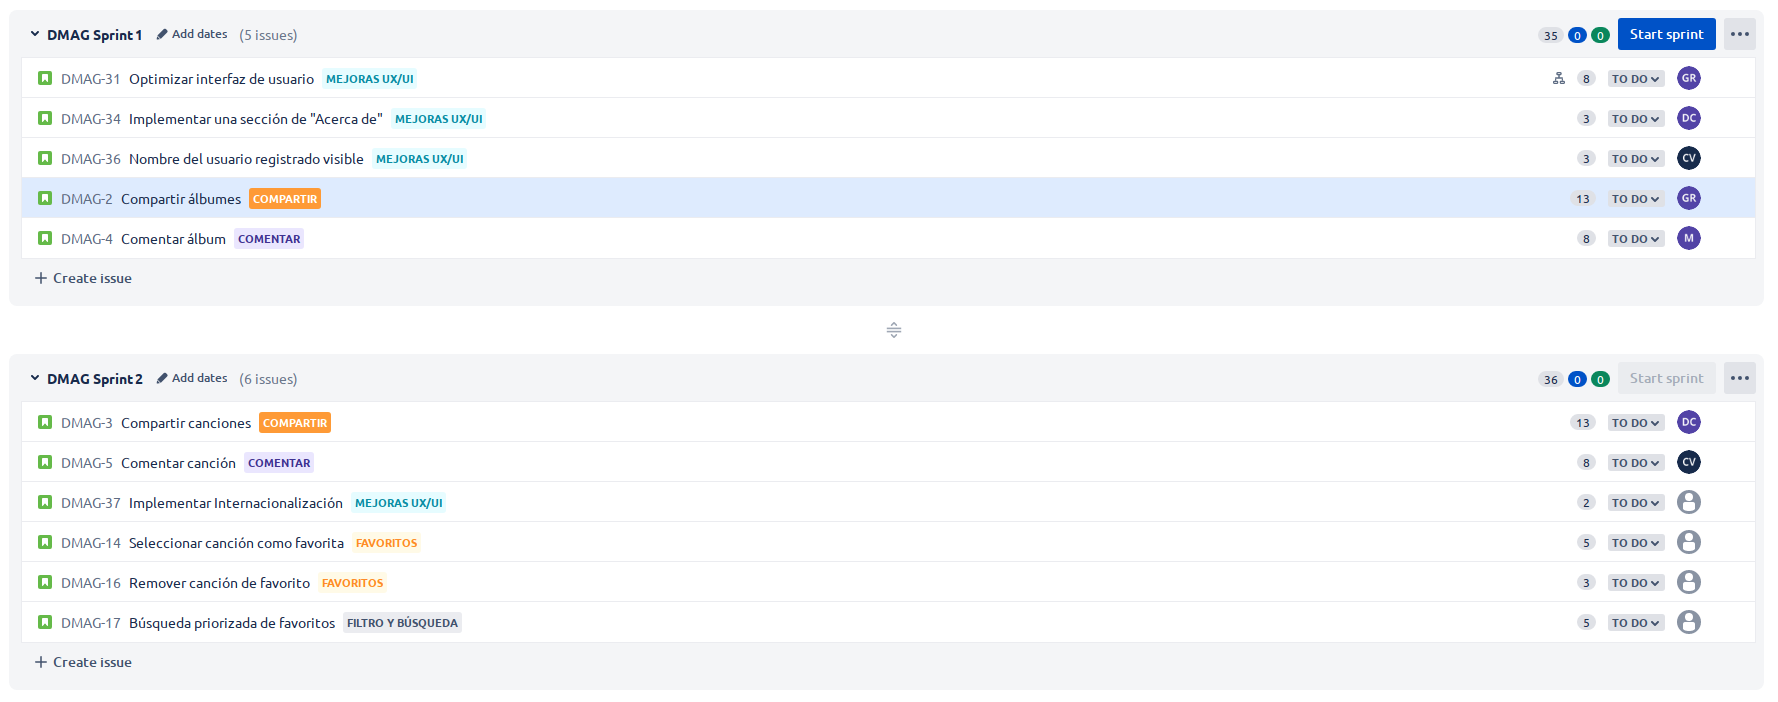 DMAG Sprint 1 Add dates (5 issues) 35 0 0 Start sprint
DMAG-31 Optimizar interfaz de usuario MEJORAS UX/UI 8 TO DO GR
DMAG-34 Implementar una sección de "Acerca de" MEJORAS UX/UI 3 TO DO DC
DMAG-36 Nombre del usuario registrado visible MEJORAS UX/UI 3 TO DO CV
DMAG-2 Compartir álbumes COMPARTIR 13 TO DO GR
DMAG-4 Comentar álbum COMENTAR 8 TO DO M
Create issue
DMAG Sprint 2 Add dates (6 issues) 36 0 0 Start sprint
DMAG-3 Compartir canciones COMPARTIR 13 TO DO DC
DMAG-5 Comentar canción COMENTAR 8 TO DO CV
DMAG-37 Implementar Internacionalización MEJORAS UX/UI 2 TO DO
DMAG-14 Seleccionar canción como favorita FAVORITOS 5 TO DO
DMAG-16 Remover canción de favorito FAVORITOS 3 TO DO
DMAG-17 Búsqueda priorizada de favoritos FILTRO Y BÚSQUEDA 5 TO DO
Create issue